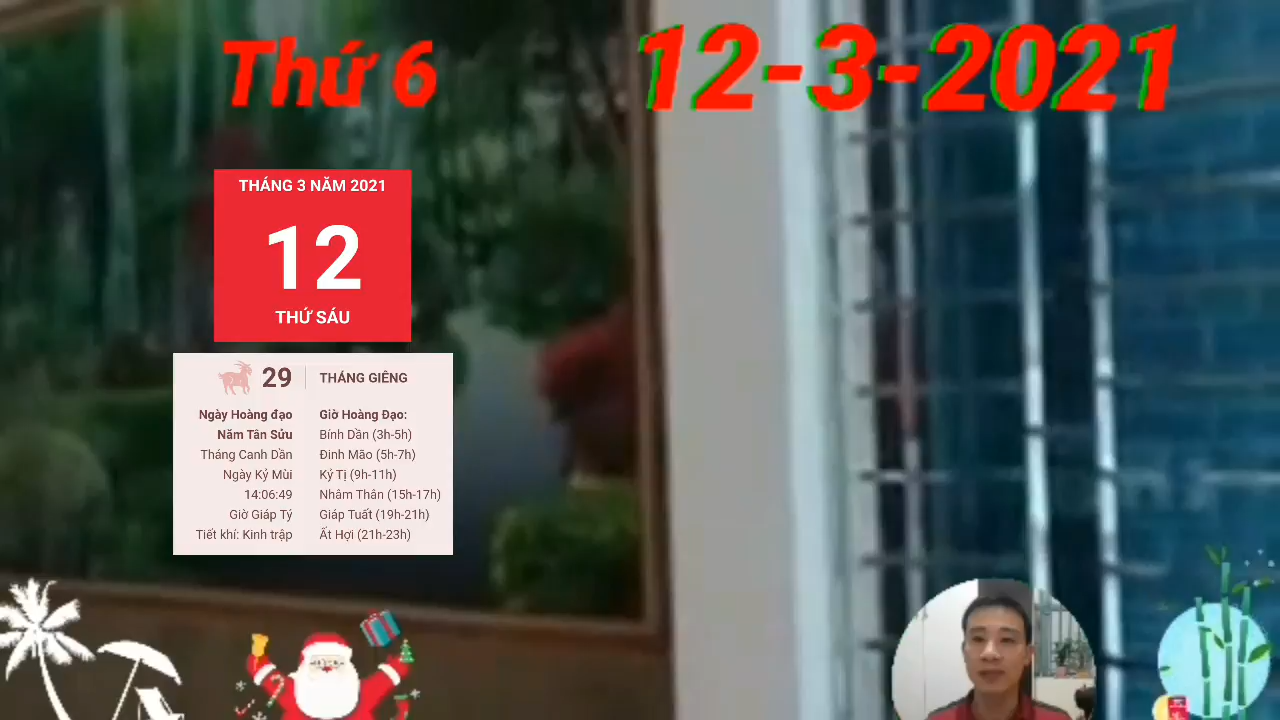 Thứ 6
12-3-2021
THÁNG 3 NĂM 2021
12
THỨ SÁU
29
THÁNG GIÊNG
Ngày Hoàng đạo
Năm Tân Sửu
Tháng Canh Dần
Ngày Kỷ Mùi
14:06:49
Giờ Giáp Tý
Tiết khí: Kinh trập
Giờ Hoàng Đạo:
Bính Dần (3h-5h)
Đinh Mão (5h-7h)
Kỷ Tị (9h-11h)
Nhâm Thân (15h-17h)
Giáp Tuất (19h-21h)
Ất Hợi (21h-23h)